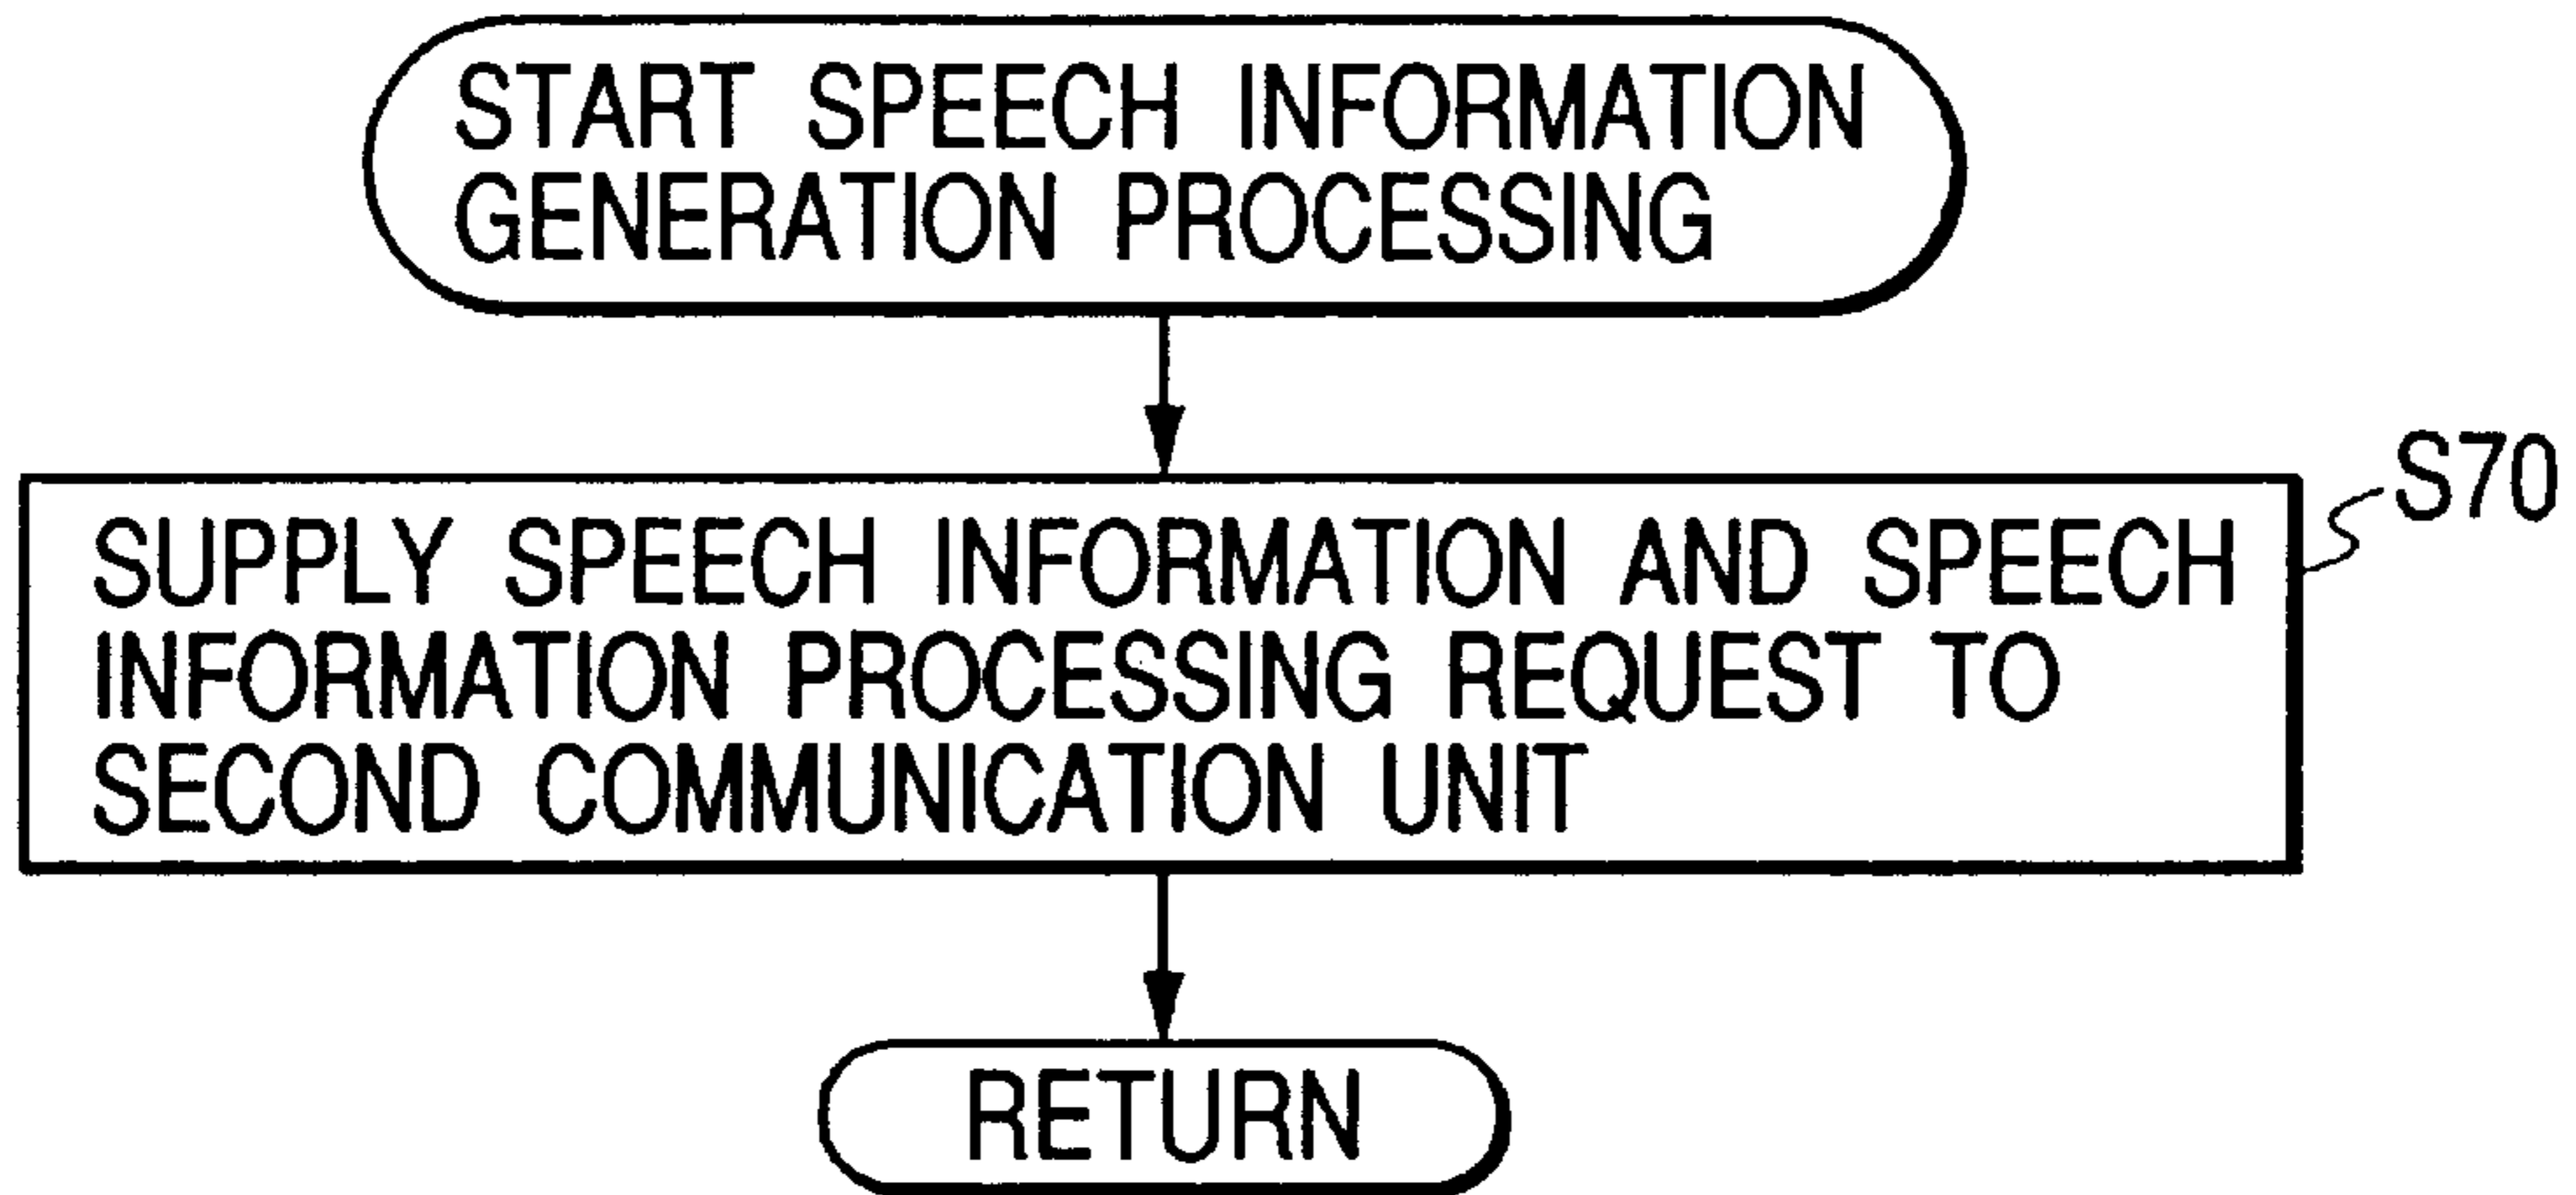 START SPEECH INFORMATION
GENERATION PROCESSING
S70
SUPPLY SPEECH INFORMATION AND SPEECH
INFORMATION PROCESSING REQUEST TO
SECOND COMMUNICATION UNIT
RETURN